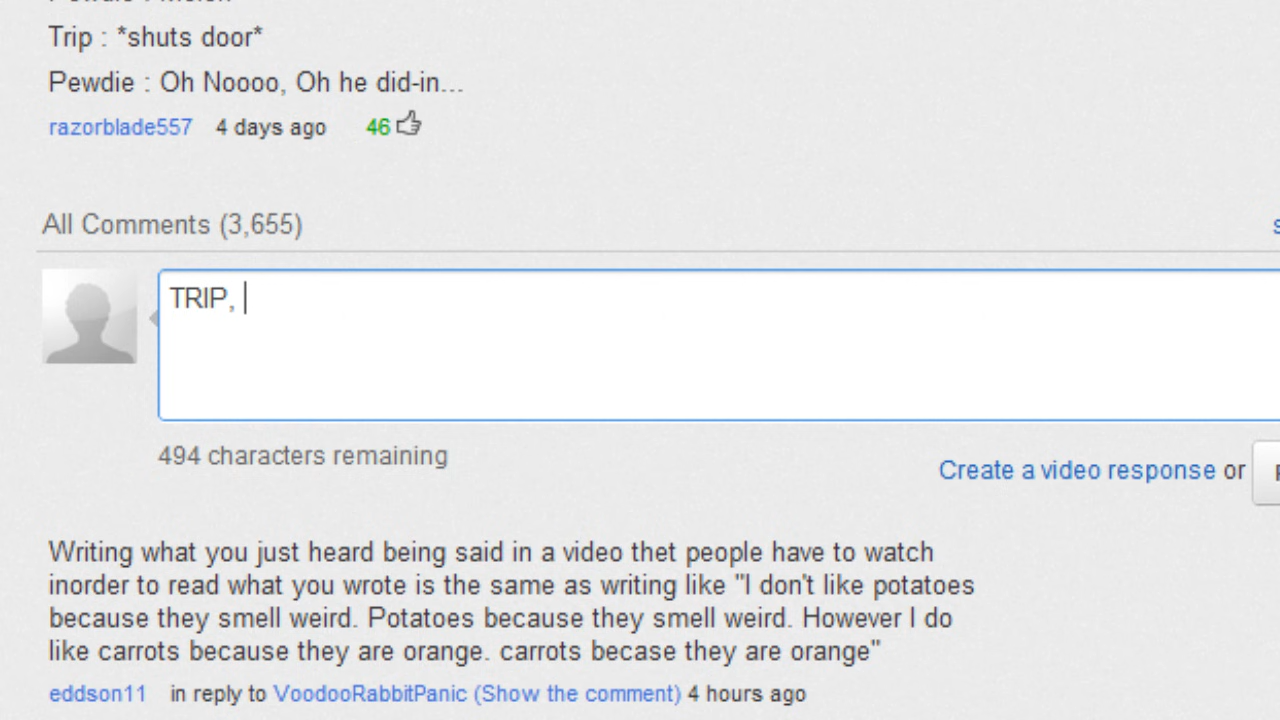 Trip : *shuts door*
Pewdie : Oh Noooo, Oh he did-in...
razorblade557 4 days ago 46
All Comments (3,655)
TRIP,
494 characters remaining
Create a video response or
Writing what you just heard being said in a video thet people have to watch
inorder to read what you wrote is the same as writing like "I don't like potatoes
because they smell weird. Potatoes because they smell weird. However I do
like carrots because they are orange. carrots becase they are orange"
eddson11 in reply to VoodooRabbitPanic (Show the comment) 4 hours ago